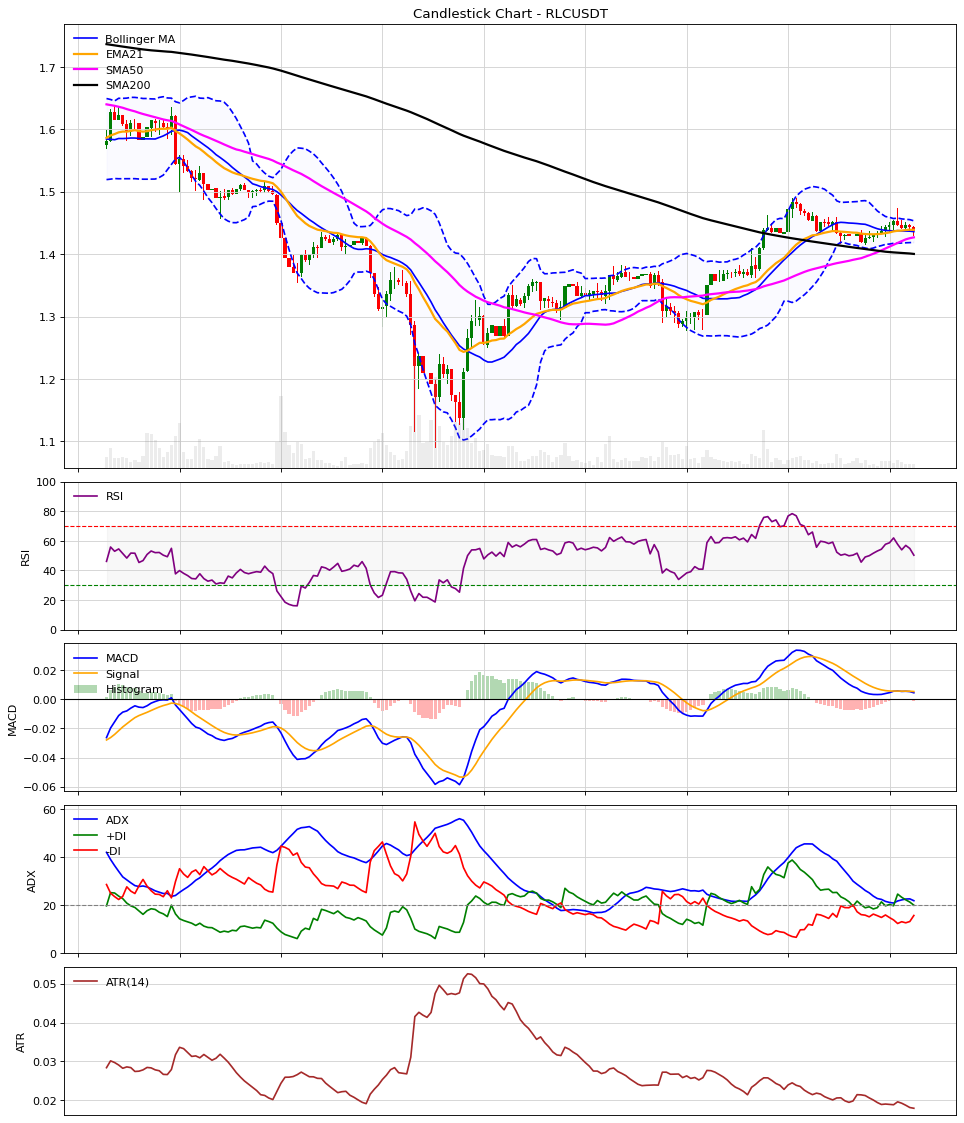 Candlestick Chart - RLCUSDT
Bollinger MA
EMA21
SMA50
SMA200
1.7
1.6
1.5
1.4
1.3
1.2
1.1
RSI
100
80
60
40
20
0
RSI
MACD
Signal
Histogram
0.02
0.00
−0.02
−0.04
−0.06
MACD
ADX
+DI
-DI
60
40
20
0
ADX
ATR(14)
0.05
0.04
0.03
0.02
ATR